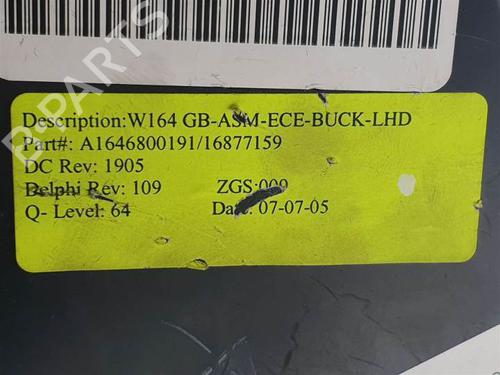 B-PARTS
Description:W164 GB-ASM-ECE-BUCK-LHD
Part#: A1646800191/16877159
DC Rev: 1905
Delphi Rev: 109 ZGS:009
Q- Level: 64 Date: 07-07-05